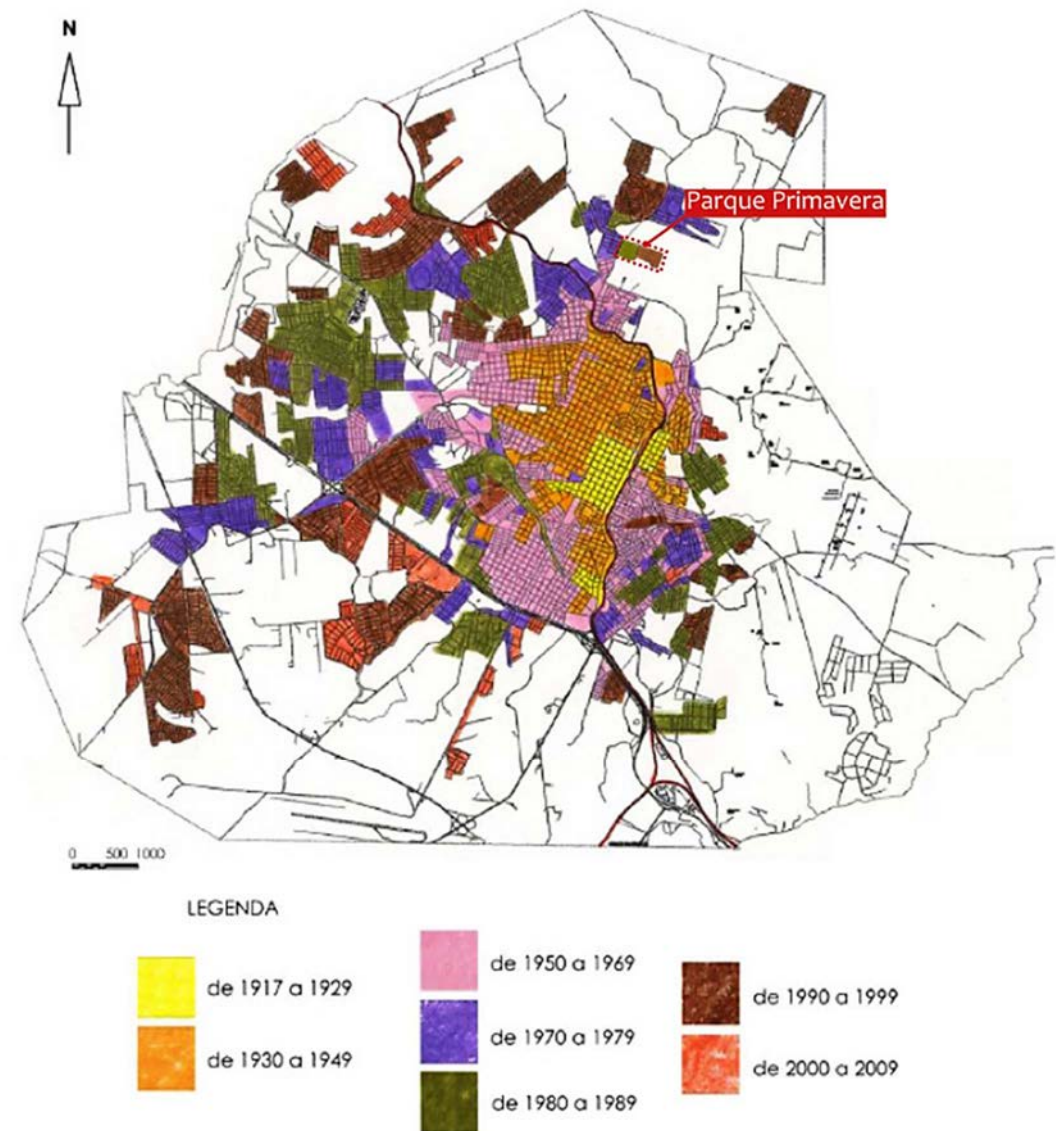 N
Parque Primavera
0 500 1000
LEGENDA
de 1917 a 1929
de 1930 a 1949
de 1950 a 1969
de 1970 a 1979
de 1980 a 1989
de 1990 a 1999
de 2000 a 2009